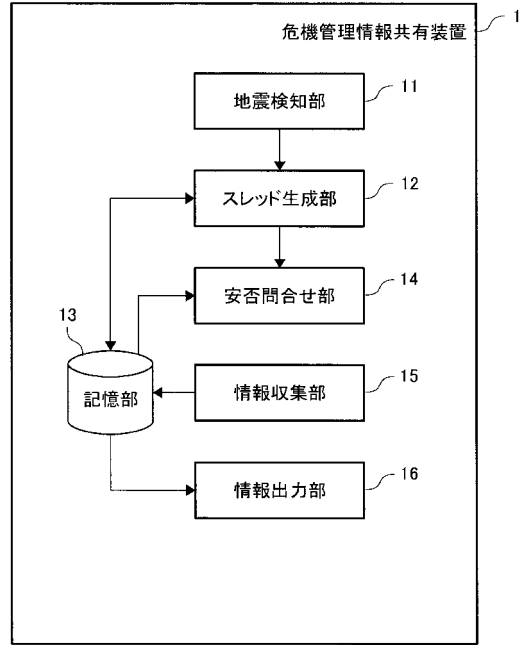 危機管理情報共有装置
1
地震検知部
11
スレッド生成部
12
安否問合せ部
14
13
記憶部
情報収集部
15
情報出力部
16